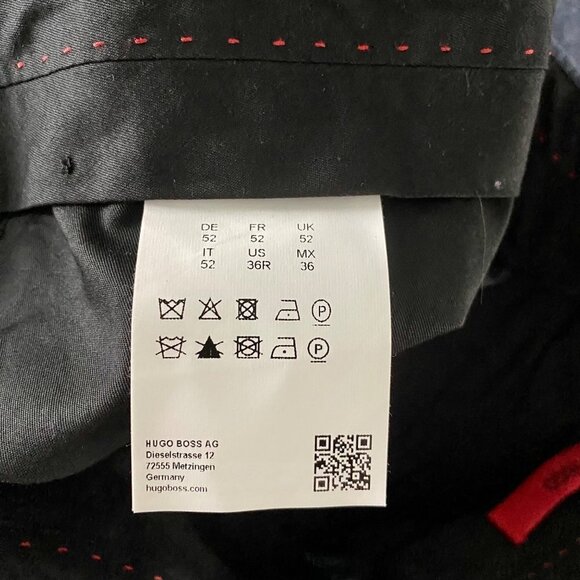 DE FR UK
52 52 52
IT US MX
52 36R 36
P
P
HUGO BOSS AG
Dieselstrasse 12
72555 Metzingen
Germany
hugoboss.com